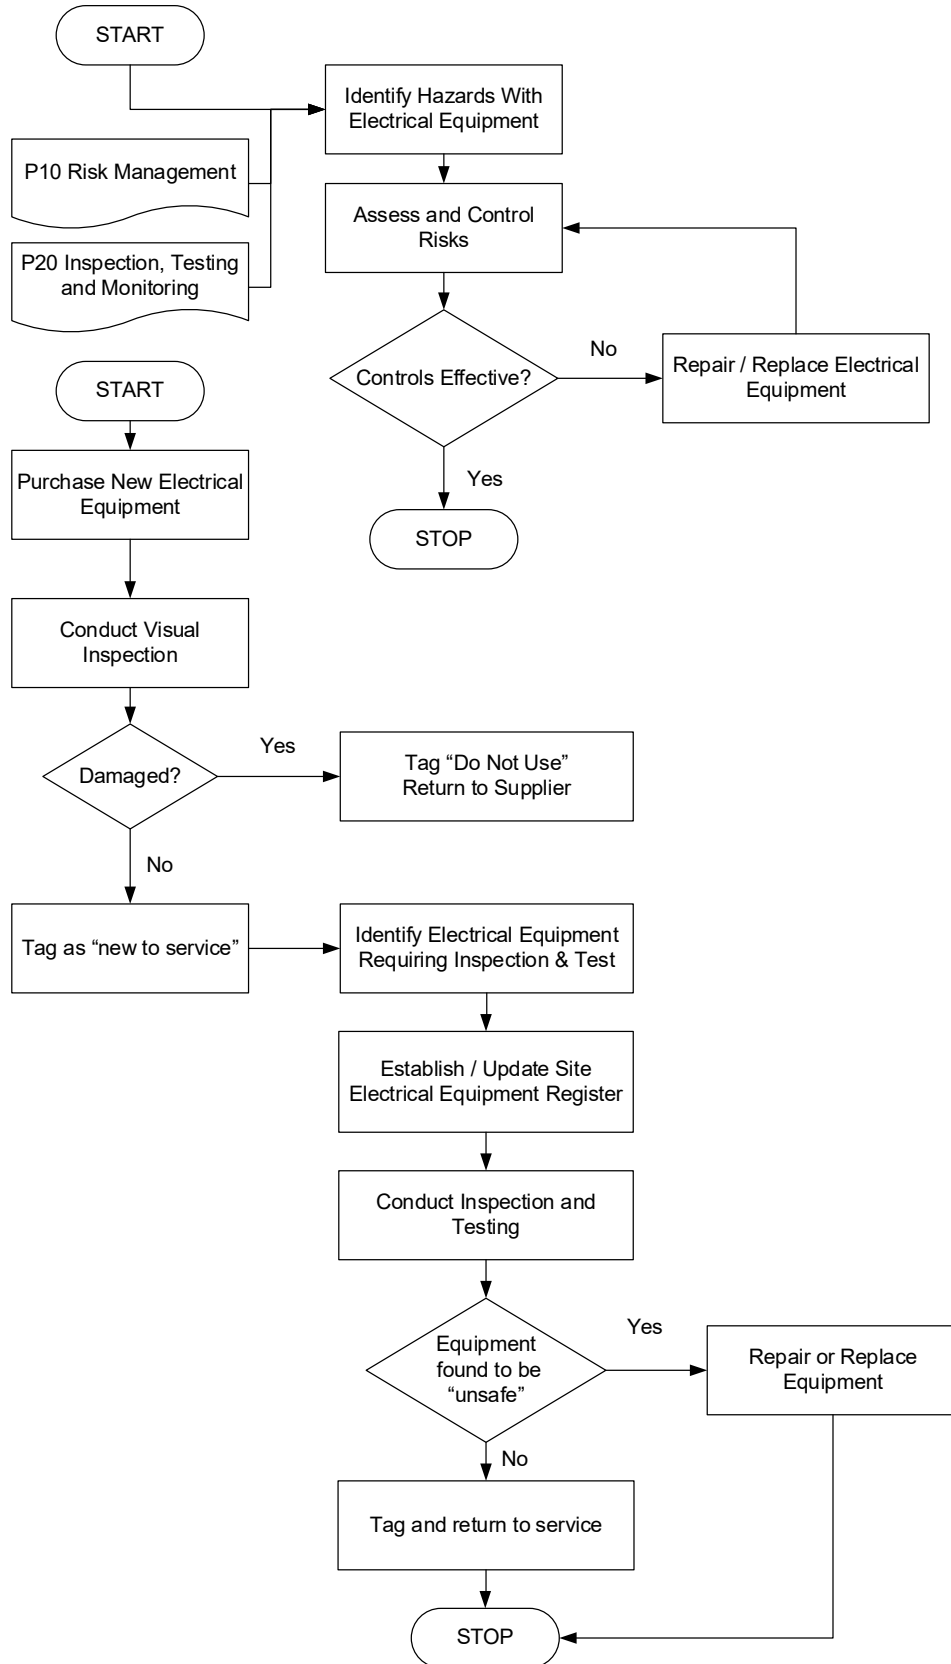 START
Identify Hazards With
Electrical Equipment
P10 Risk Management
Assess and Control
Risks
P20 Inspection, Testing
and Monitoring
Controls Effective?
No
Repair / Replace Electrical
Equipment
Yes
STOP
START
Purchase New Electrical
Equipment
Conduct Visual
Inspection
Damaged?
Yes
Tag “Do Not Use”
Return to Supplier
No
Tag as “new to service”
Identify Electrical Equipment
Requiring Inspection & Test
Establish / Update Site
Electrical Equipment Register
Conduct Inspection and
Testing
Equipment
found to be
“unsafe”
Yes
Repair or Replace
Equipment
No
Tag and return to service
STOP